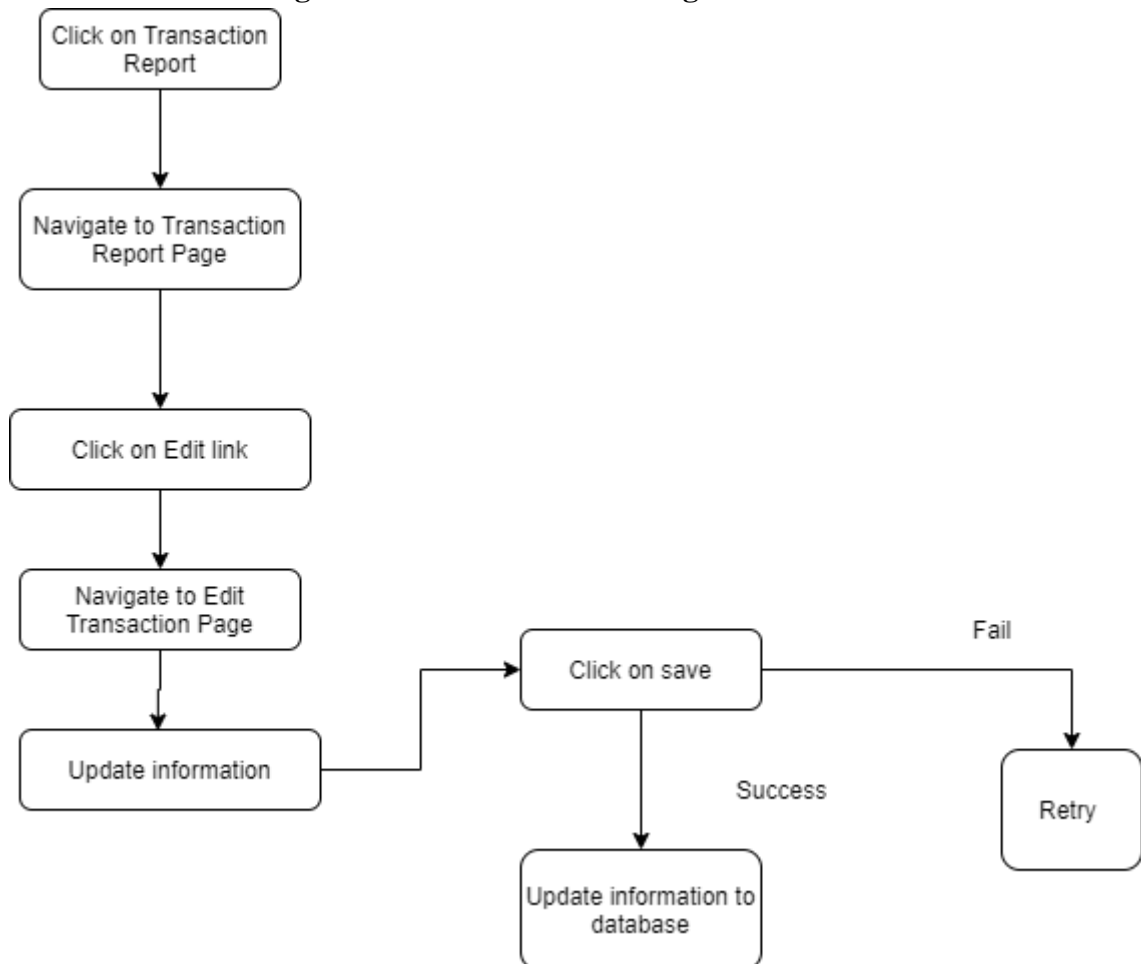 Click on Transaction
Report
Navigate to Transaction
Report Page
Click on Edit link
Navigate to Edit
Transaction Page
Update information
Click on save
Fail
Success
Retry
Update information to
database